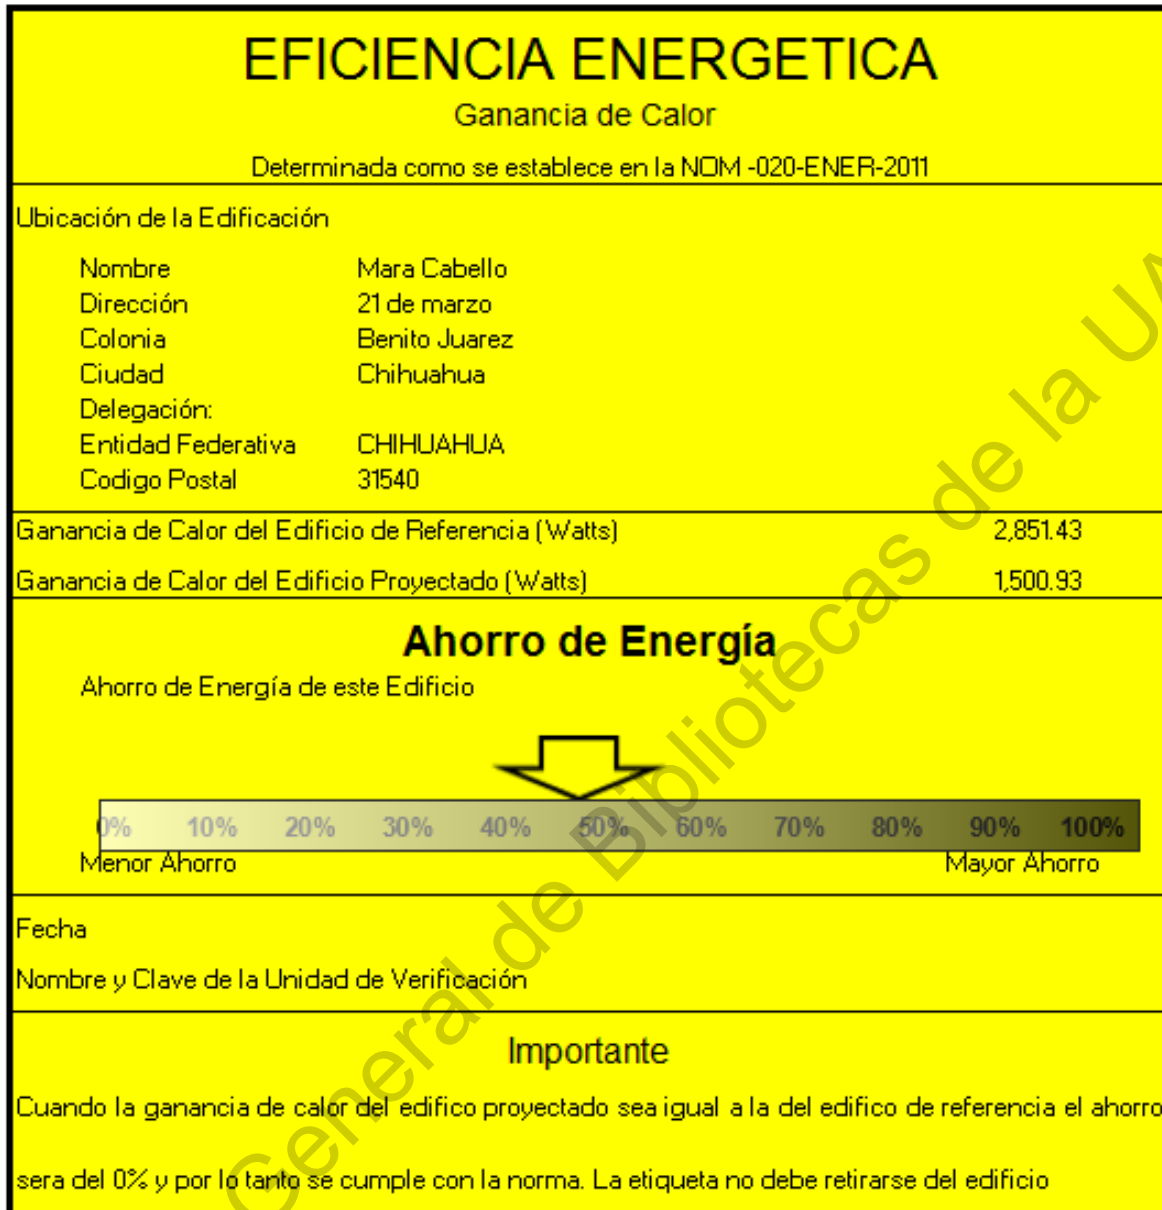 EFICIENCIA ENERGETICA
Ganancia de Calor
Determinada como se establece en la NOM -020-ENER-2011
Ubicación de la Edificación
Nombre Mara Cabello
Dirección 21 de marzo
Colonia Benito Juarez
Ciudad Chihuahua
Delegación:
Entidad Federativa CHIHUAHUA
Codigo Postal 31540
Ganancia de Calor del Edificio de Referencia (Watts) 2,851.43
Ganancia de Calor del Edificio Proyectado (Watts) 1,500.93
Ahorro de Energía
Ahorro de Energía de este Edificio
0% 10% 20% 30% 40% 50% 60% 70% 80% 90% 100%
Menor Ahorro Mayor Ahorro
Fecha
Nombre y Clave de la Unidad de Verificación
Importante
Cuando la ganancia de calor del edifico proyectado sea igual a la del edifico de referencia el ahorro
sera del 0% y por lo tanto se cumple con la norma. La etiqueta no debe retirarse del edificio
General de Bibliotecas de la UA